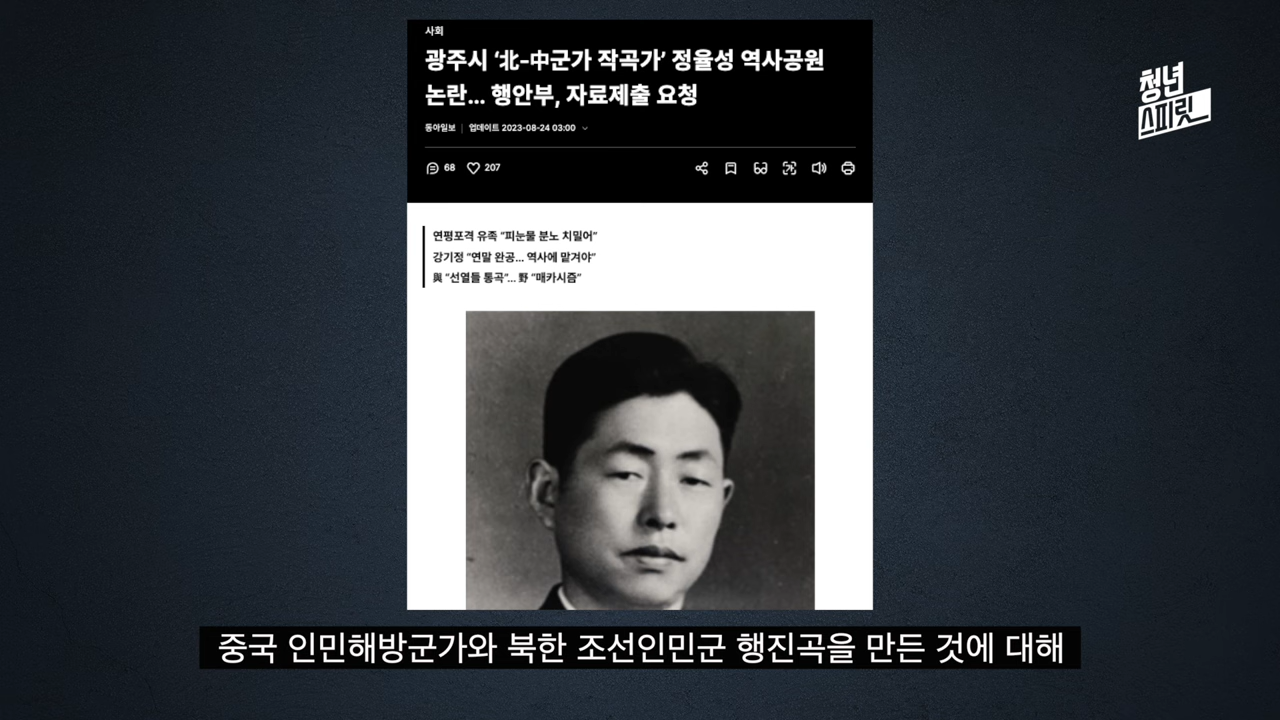 사회
광주시 ‘北-中군가 작곡가’ 정율성 역사공원
논란... 행안부, 자료제출 요청
동아일보 | 업데이트 2023-08-24 03:00
68 207
연평포격 유족 “피눈물 분노 치밀어”
강기정 “연말 완공... 역사에 맡겨야”
與 “선열들 통곡”... 野 “매카시즘”
중국 인민해방군가와 북한 조선인민군 행진곡을 만든 것에 대해
청년
스피릿